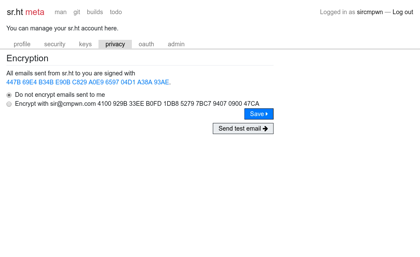 sr.ht meta man git builds todo Logged in as sircmpwn — Log out
You can manage your sr.ht account here.
profile security keys privacy oauth admin
Encryption
All emails sent from sr.ht to you are signed with
447B 69E4 B34B E90B C829 A0E9 6597 04D1 A38A 93AE.
Do not encrypt emails sent to me
Encrypt with sir@cmpwn.com 4100 929B 33EE B0FD 1DB8 5279 7BC7 9407 0900 47CA
Save
Send test email